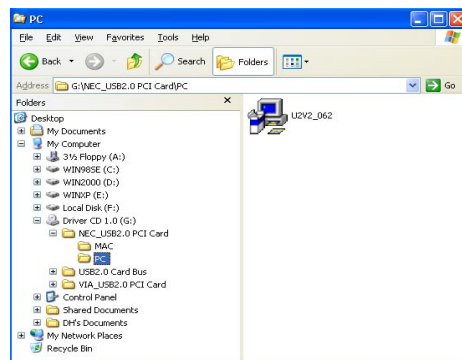 PC
File Edit View Favorites Tools Help
Back Search Folders
Address G:\NEC_USB2.0 PCI Card\PC Go
Folders
Desktop
My Documents
My Computer
3½ Floppy (A:)
WIN98SE (C:)
WIN2000 (D:)
WINXP (E:)
Local Disk (F:)
Driver CD 1.0 (G:)
NEC_USB2.0 PCI Card
MAC
PC
USB2.0 Card Bus
VIA_USB2.0 PCI Card
Control Panel
Shared Documents
DH's Documents
My Network Places
Recycle Bin
U2V2_062